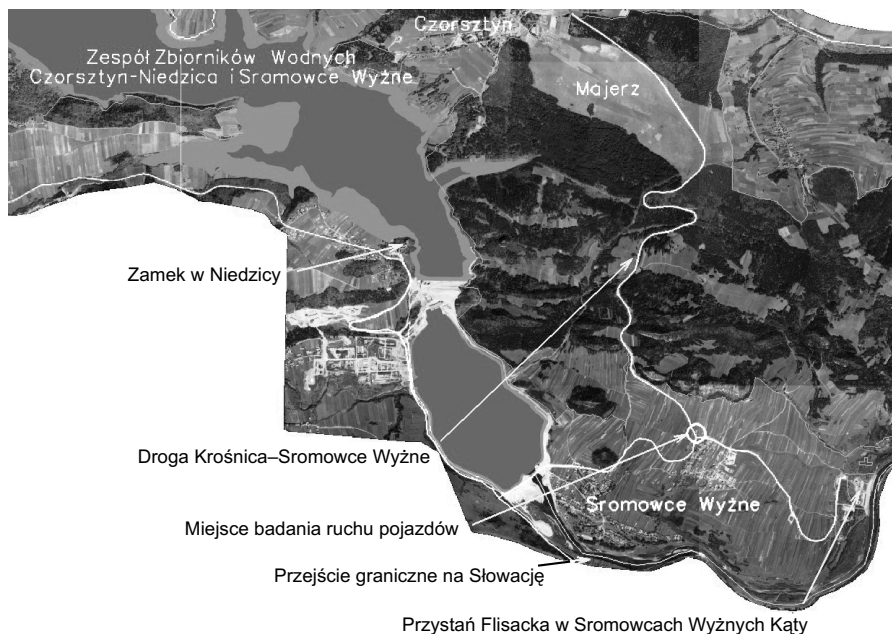 Czorsztyn
Zespół Zbiorników Wodnych
Czorsztyn-Niedzica i Sromowce Wyżne
Majerz
Zamek w Niedzicy
Droga Krośnica–Sromowce Wyżne
Sromowce Wyżne
Miejsce badania ruchu pojazdów
Przejście graniczne na Słowację
Przystań Flisacka w Sromowcach Wyżnych Kąty